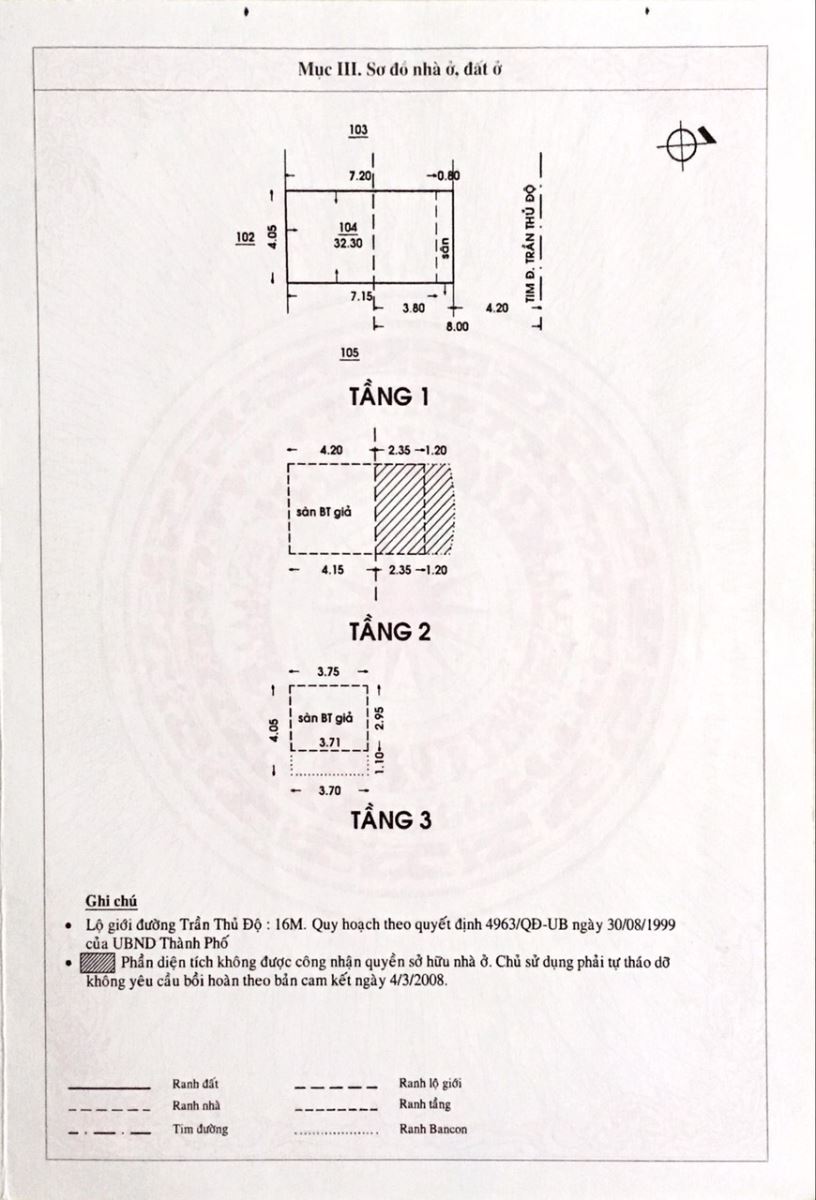 Mục III. Sơ đồ nhà ở, đất ở
103
7.20 0.80
102 4.05 104 sân TIM Đ. TRẦN THỦ ĐỘ
32.30
7.15
3.80 4.20
8.00
105
TẦNG 1
4.20 2.35 1.20
sàn BT giả
4.15 2.35 1.20
TẦNG 2
3.75
4.05 sàn BT giả 2.95
3.71 1.10
3.70
TẦNG 3
Ghi chú
• Lộ giới đường Trần Thủ Độ : 16M. Quy hoạch theo quyết định 4963/QĐ-UB ngày 30/08/1999
của UBND Thành Phố
• Phần diện tích không được công nhận quyền sở hữu nhà ở. Chủ sử dụng phải tự tháo dỡ
không yêu cầu bồi hoàn theo bản cam kết ngày 4/3/2008.
Ranh đất Ranh lộ giới
Ranh nhà Ranh tầng
Tim đường Ranh Bancon